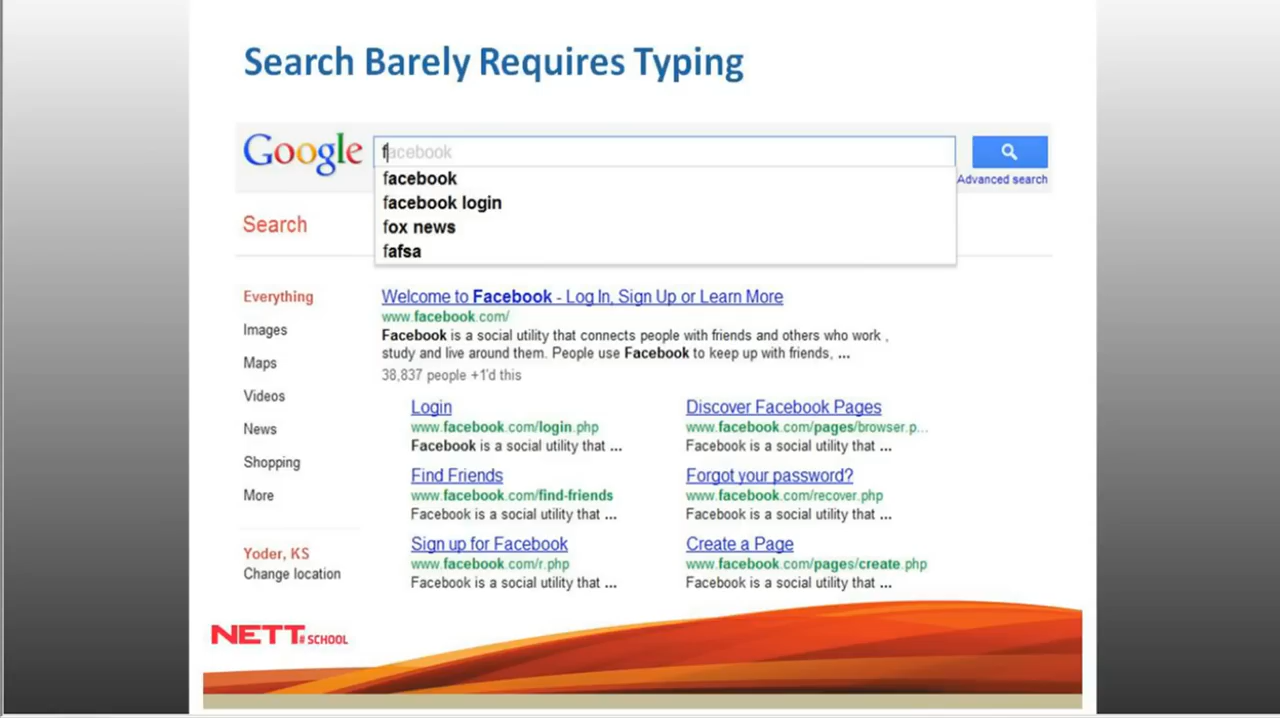 Search Barely Requires Typing
Google
facebook
Advanced search
facebook
facebook login
fox news
fafsa
Search
Everything
Images
Maps
Videos
News
Shopping
More
Yoder, KS
Change location
Welcome to Facebook - Log In, Sign Up or Learn More
www.facebook.com/
Facebook is a social utility that connects people with friends and others who work ,
study and live around them. People use Facebook to keep up with friends, ...
38,837 people +1'd this
Login
www.facebook.com/login.php
Facebook is a social utility that ...
Discover Facebook Pages
www.facebook.com/pages/browser.p...
Facebook is a social utility that ...
Find Friends
www.facebook.com/find-friends
Facebook is a social utility that ...
Forgot your password?
www.facebook.com/recover.php
Facebook is a social utility that ...
Sign up for Facebook
www.facebook.com/r.php
Facebook is a social utility that ...
Create a Page
www.facebook.com/pages/create.php
Facebook is a social utility that ...
NETT SCHOOL